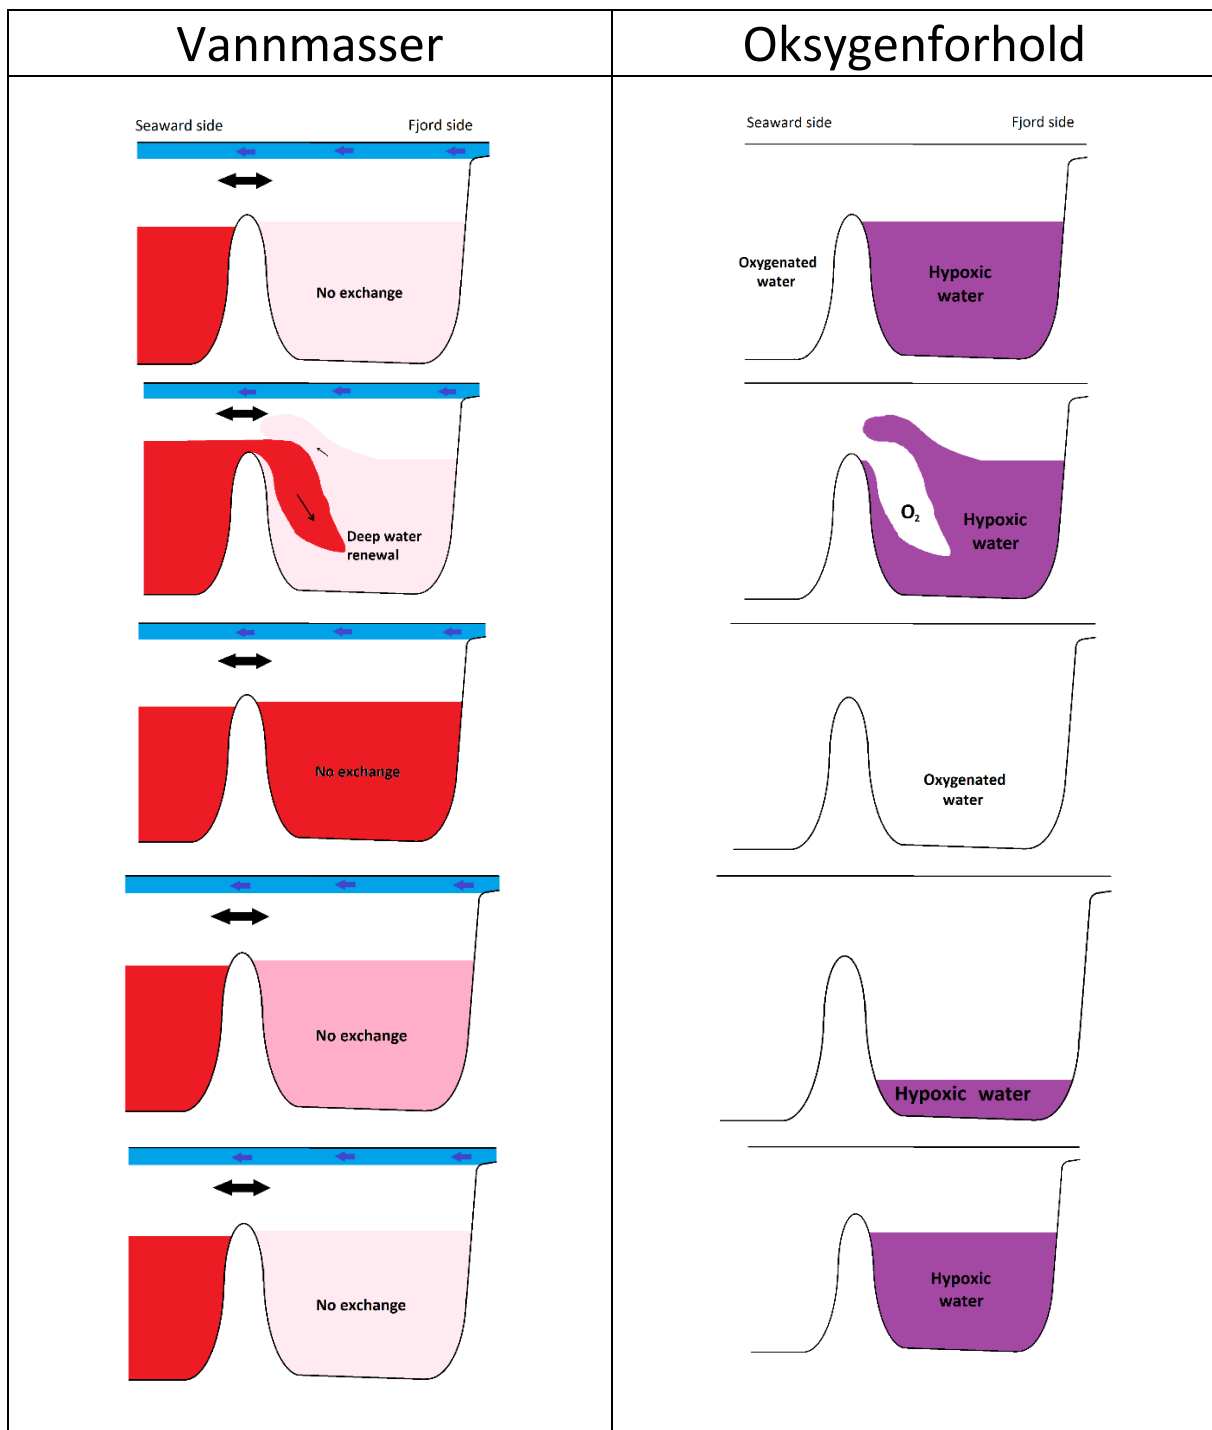 Vannmasser
Oksygenforhold
Seaward side
Fjord side
No exchange
Seaward side
Fjord side
Oxygenated
water
Hypoxic
water
Deep water
renewal
O₂
Hypoxic
water
No exchange
Oxygenated
water
No exchange
Hypoxic water
No exchange
Hypoxic
water